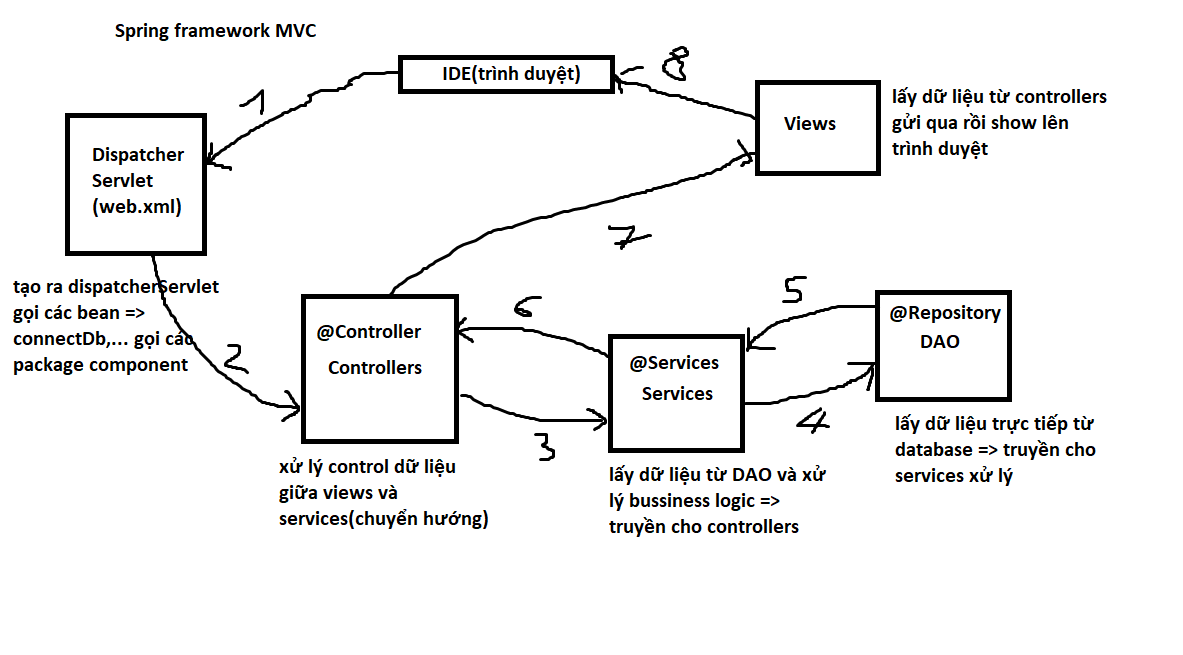 Spring framework MVC
IDE(trình duyệt)
8
1
Views
lấy dữ liệu từ controllers
gửi qua rồi show lên
trình duyệt
Dispatcher
Servlet
(web.xml)
7
tạo ra dispatcherServlet
gọi các bean =>
connectDb,... gọi các
package component
2
@Controller
Controllers
6
5
@Repository
DAO
@Services
Services
3
4
xử lý control dữ liệu
giữa views và
services(chuyển hướng)
lấy dữ liệu từ DAO và xử
lý bussiness logic =>
truyền cho controllers
lấy dữ liệu trực tiếp từ
database => truyền cho
services xử lý